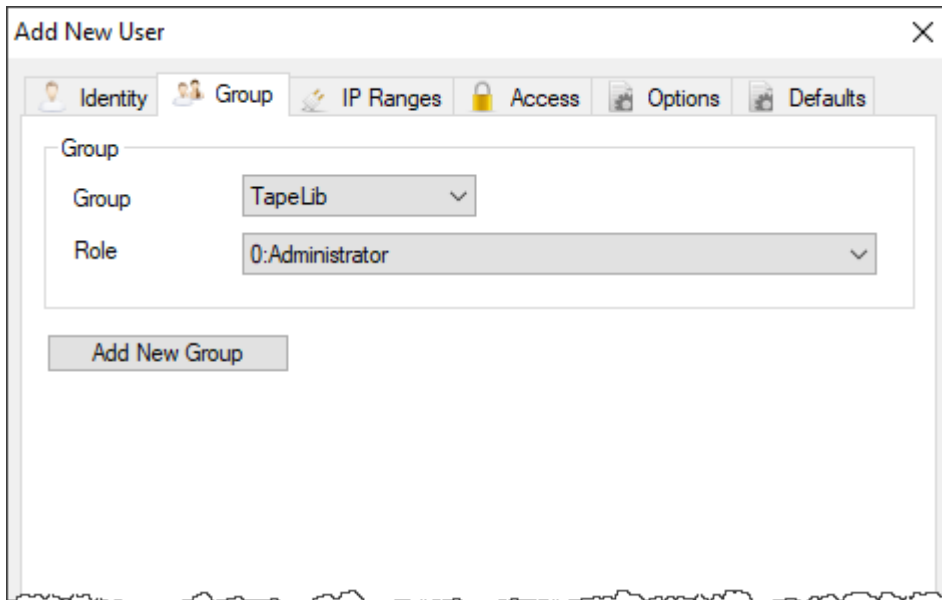 Add New User
Identity Group IP Ranges Access Options Defaults
Group
Group TapeLib
Role 0:Administrator
Add New Group